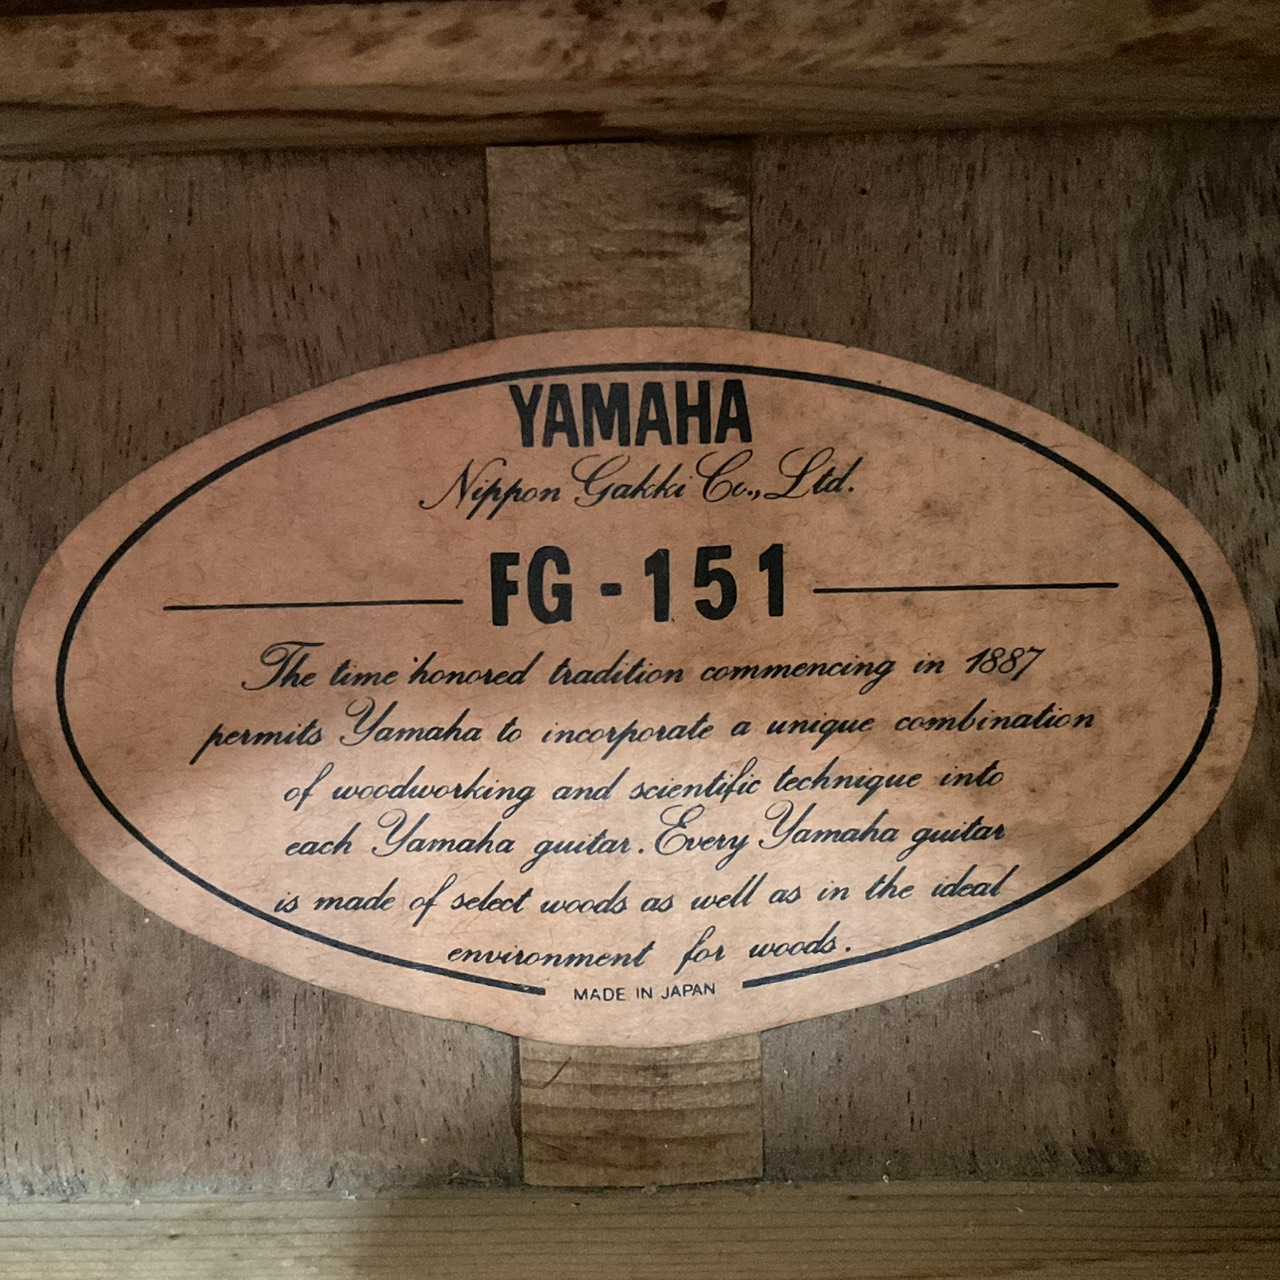 YAMAHA
Nippon Gakki Co., Ltd.
FG-151
The time honored tradition commencing in 1887
permits Yamaha to incorporate a unique combination
of woodworking and scientific technique into
each Yamaha guitar. Every Yamaha guitar
is made of select woods as well as in the ideal
environment for woods.
MADE IN JAPAN